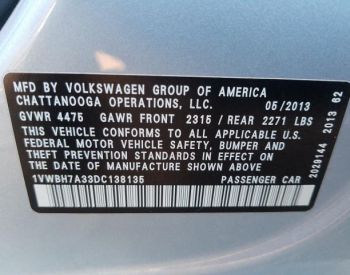 MFD BY VOLKSWAGEN GROUP OF AMERICA
CHATTANOOGA OPERATIONS, LLC. 05/2013
GVWR 4475 GAWR FRONT 2315 / REAR 2271 LBS
THIS CAR CONFORMS TO ALL APPLICABLE U.S.
FEDERAL MOTOR VEHICLE SAFETY, BUMPER AND
THEFT PREVENTION STANDARDS IN EFFECT ON
THE DATE OF MANUFACTURE SHOWN ABOVE.
1VWBH7A33DC138135 PASSENGER CAR
2029144 2013 62